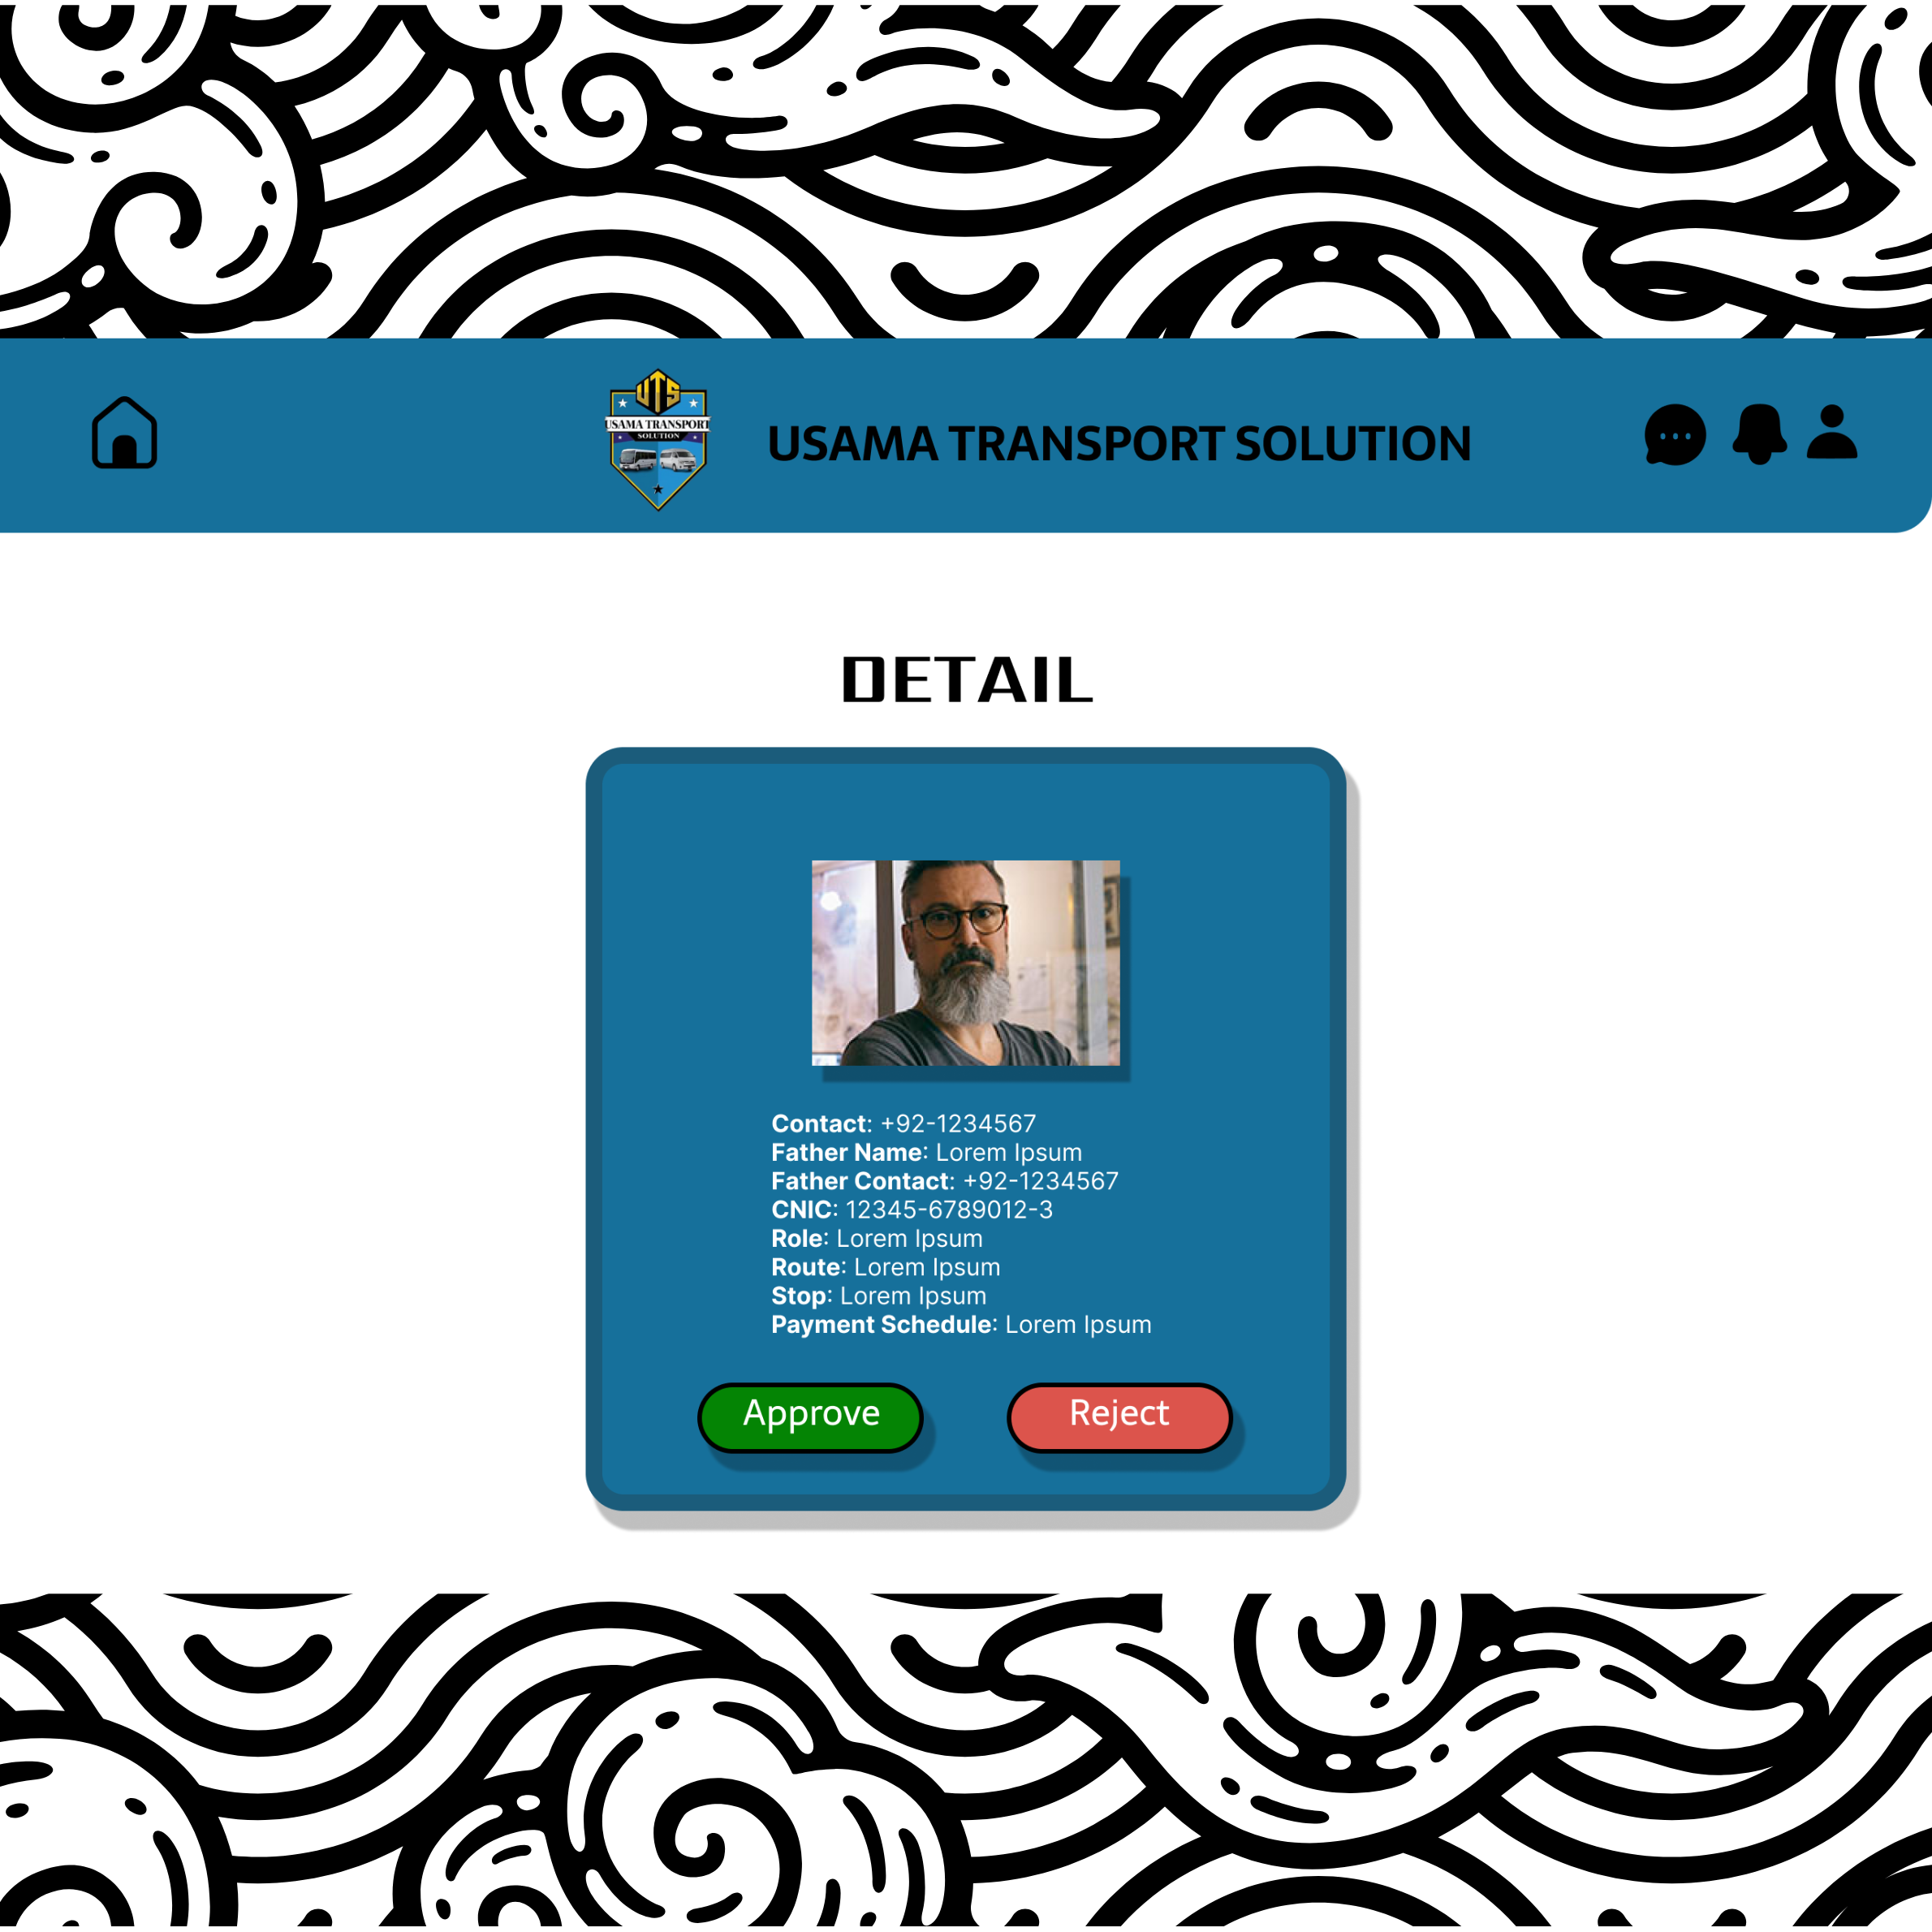 UTS
USAMA TRANSPORT
SOLUTION
USAMA TRANSPORT SOLUTION
DETAIL
Contact: +92-1234567
Father Name: Lorem Ipsum
Father Contact: +92-1234567
CNIC: 12345-6789012-3
Role: Lorem Ipsum
Route: Lorem Ipsum
Stop: Lorem Ipsum
Payment Schedule: Lorem Ipsum
Approve
Reject